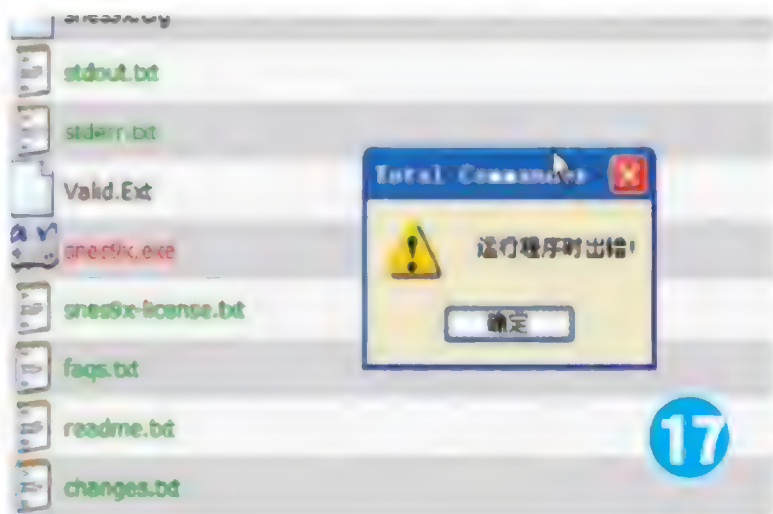 stdout.txt
stderr.txt
Valid.Ext
Total Commander
运行程序时出错!
snes9x.exe
确定
snes9x-license.txt
faqs.txt
readme.txt
17
changes.txt